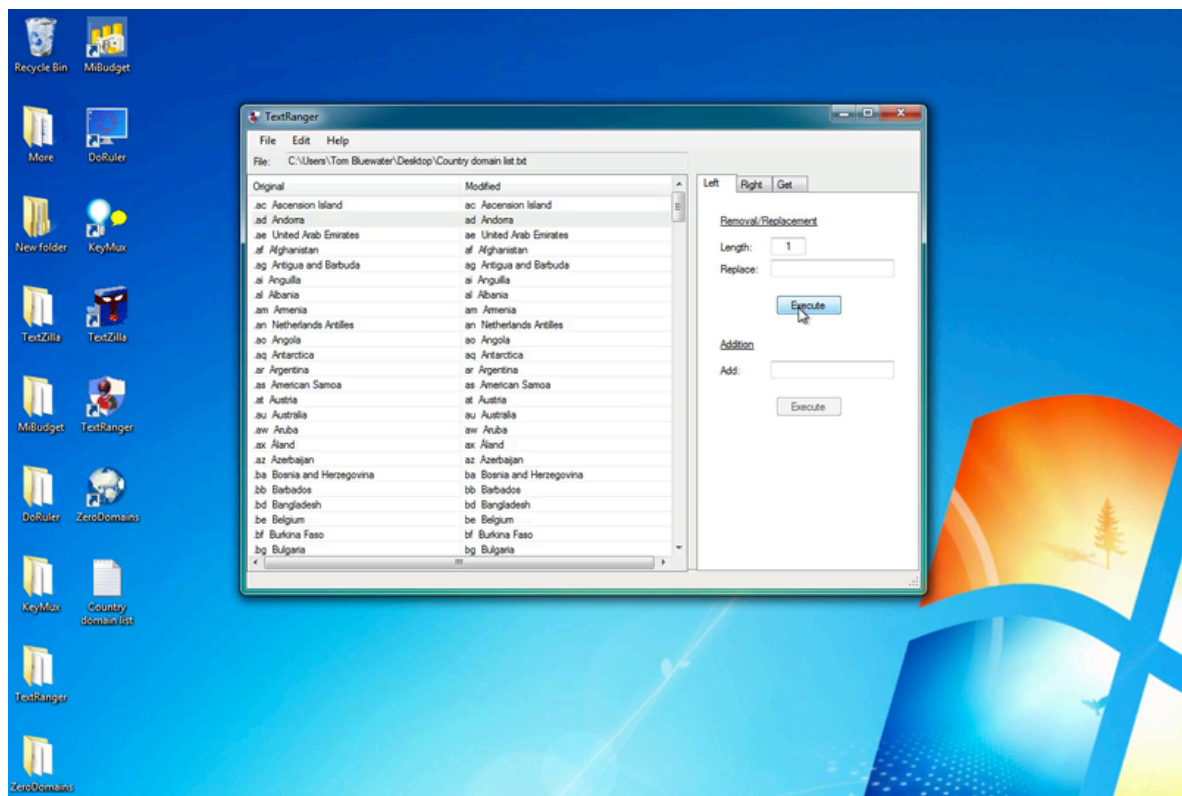 Recycle Bin
MiBudget
More
DoRuler
New folder
KeyMux
TextZilla
TextZilla
MiBudget
TextRanger
DoRuler
ZeroDomains
KeyMux
Country domain list
TextRanger
ZeroDomains
TextRanger
File Edit Help
File: C:\Users\Tom Bluewater\Desktop\Country domain list.txt
Original Modified
.ac Ascension Island ac Ascension Island
.ad Andorra ad Andorra
.ae United Arab Emirates ae United Arab Emirates
.af Afghanistan af Afghanistan
.ag Antigua and Barbuda ag Antigua and Barbuda
.ai Anguilla ai Anguilla
.al Albania al Albania
.am Armenia am Armenia
.an Netherlands Antilles an Netherlands Antilles
.ao Angola ao Angola
.aq Antarctica aq Antarctica
.ar Argentina ar Argentina
.as American Samoa as American Samoa
.at Austria at Austria
.au Australia au Australia
.aw Aruba aw Aruba
.ax Åland ax Åland
.az Azerbaijan az Azerbaijan
.ba Bosnia and Herzegovina ba Bosnia and Herzegovina
.bb Barbados bb Barbados
.bd Bangladesh bd Bangladesh
.be Belgium be Belgium
.bf Burkina Faso bf Burkina Faso
.bg Bulgaria bg Bulgaria
Left Right Get
Removal/Replacement
Length: 1
Replace:
Execute
Addition
Add:
Execute